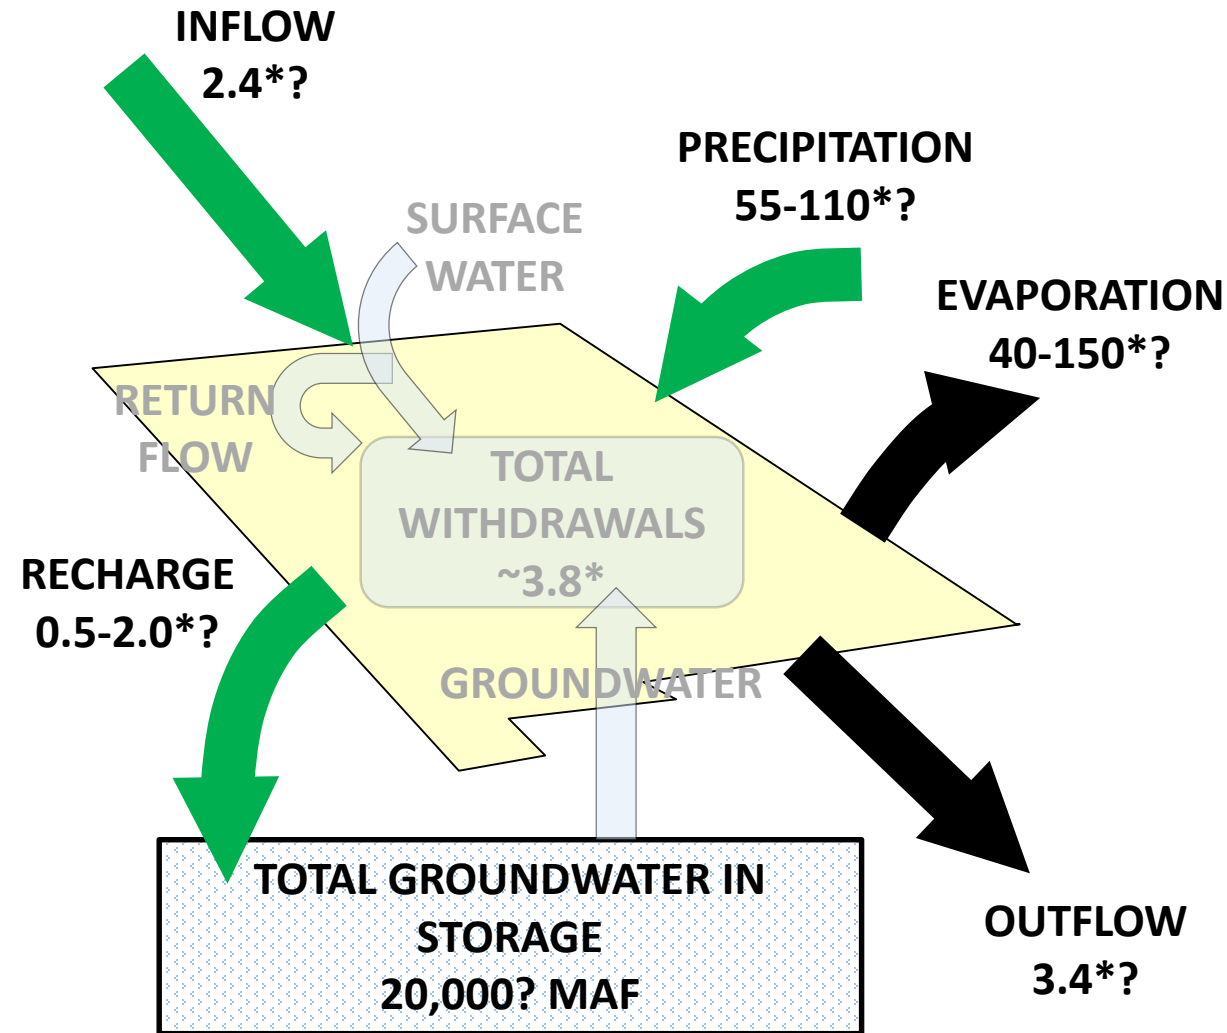 INFLOW
2.4*?
PRECIPITATION
55-110*?
SURFACE
WATER
EVAPORATION
40-150*?
RETURN
FLOW
TOTAL
WITHDRAWALS
~3.8*
RECHARGE
0.5-2.0*?
GROUNDWATER
TOTAL GROUNDWATER IN
STORAGE
20,000? MAF
OUTFLOW
3.4*?